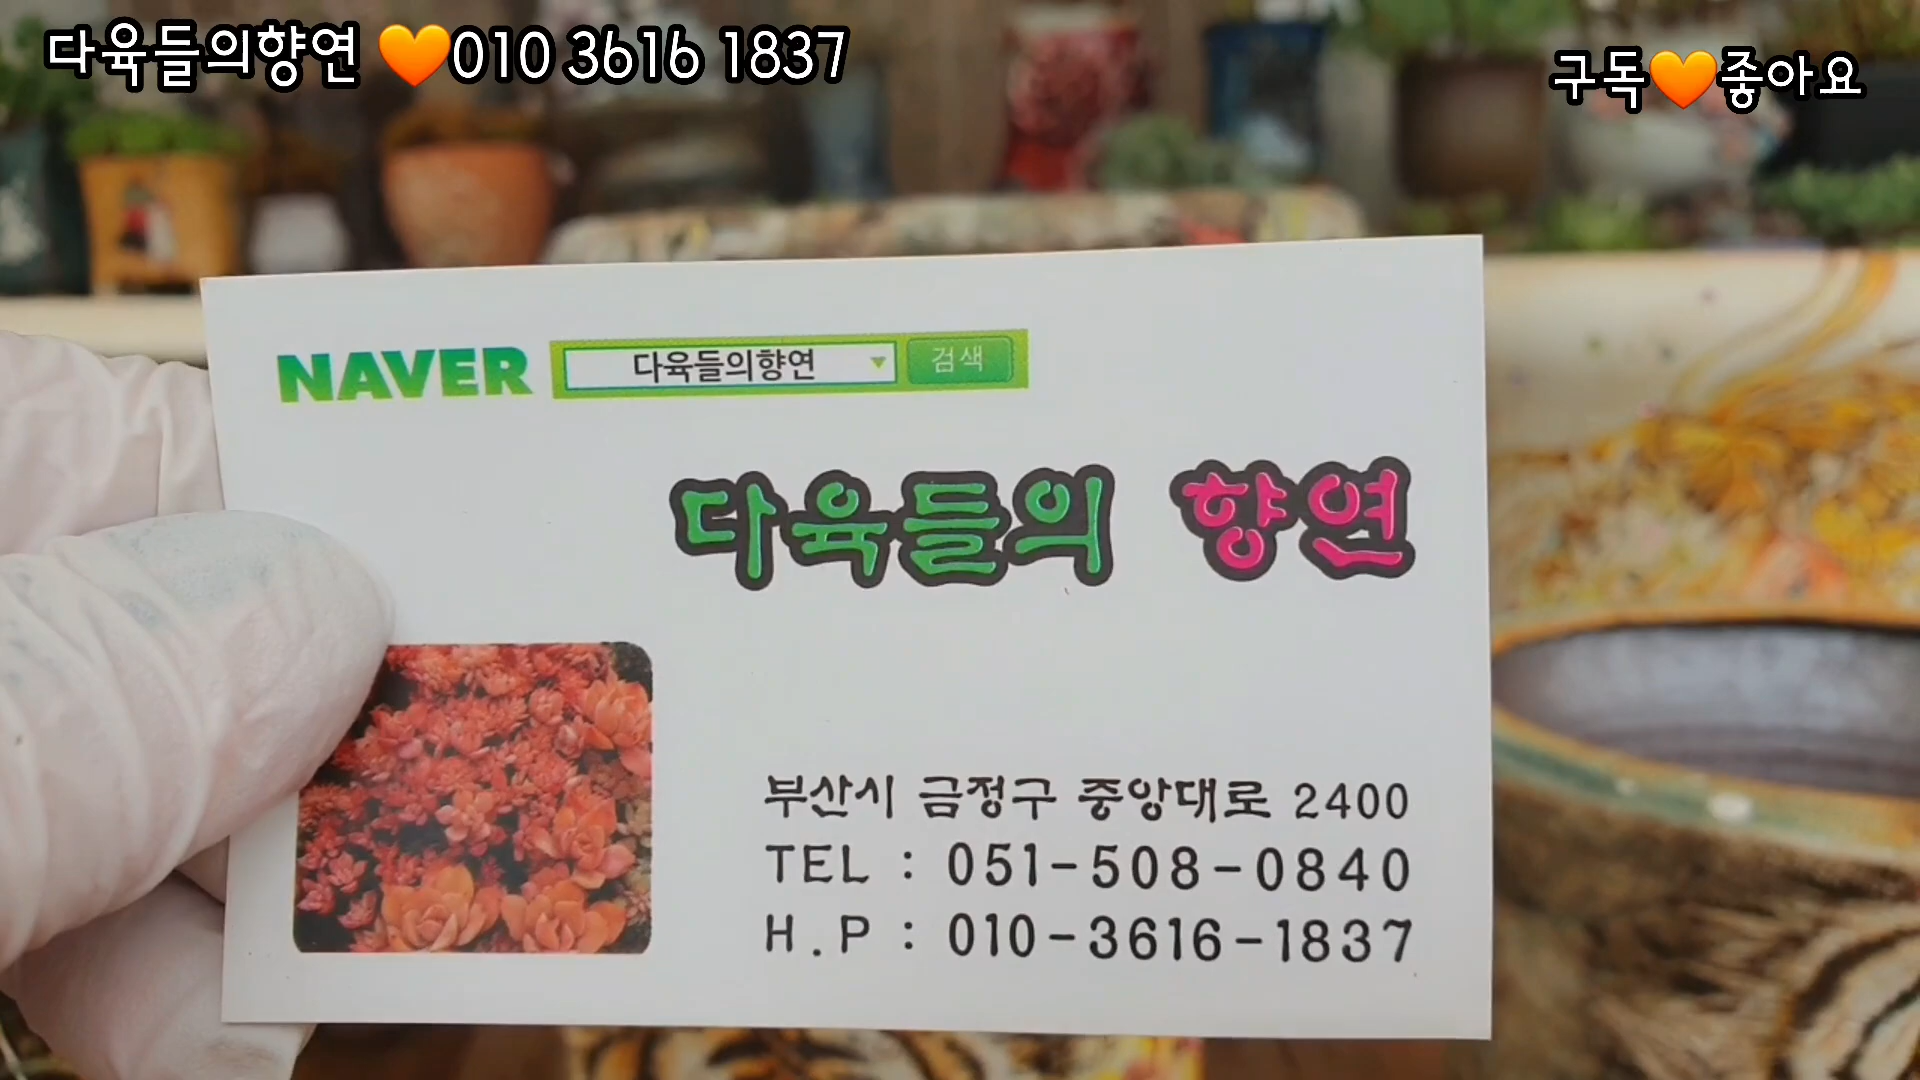 다육들의향연 🧡010 3616 1837
구독🧡좋아요
NAVER 다육들의향연 검색
다육들의 향연
부산시 금정구 중앙대로 2400
TEL : 051-508-0840
H.P : 010-3616-1837